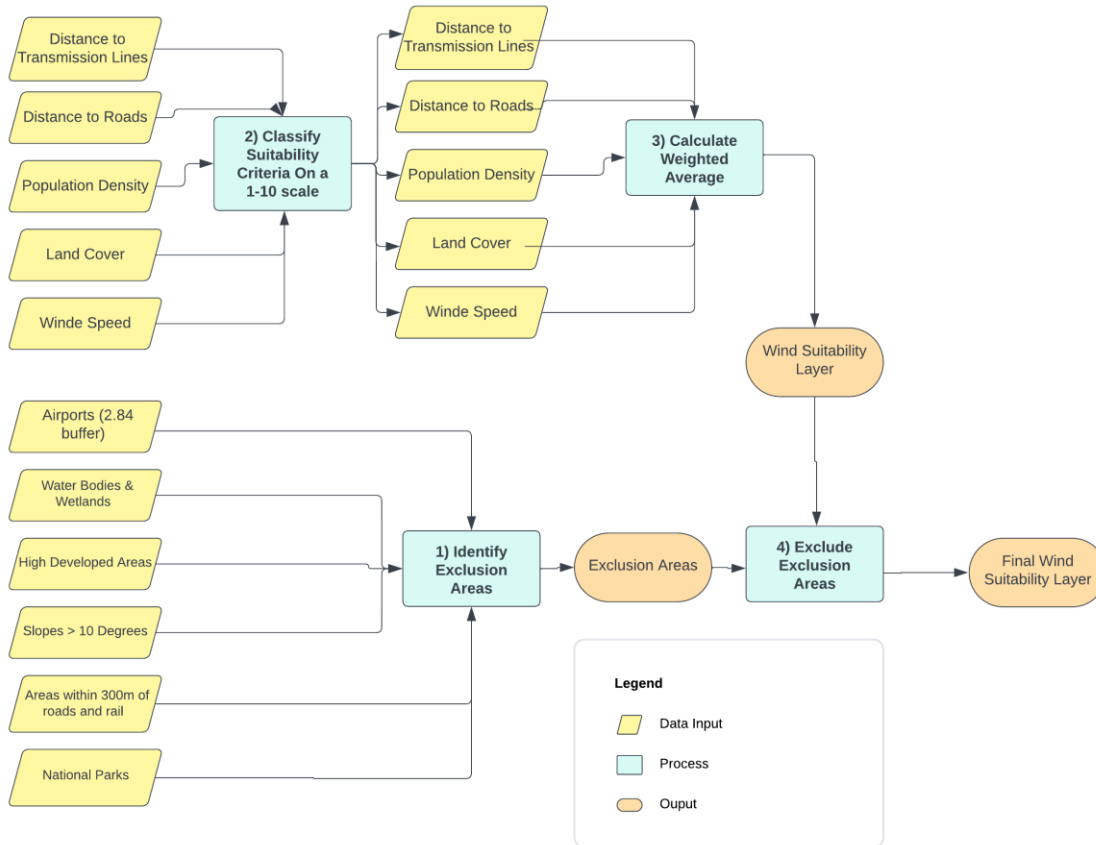 Distance to
Transmission Lines
Distance to Roads
Population Density
Land Cover
Winde Speed
2) Classify
Suitability
Criteria On a
1-10 scale
Distance to
Transmission Lines
Distance to Roads
Population Density
Land Cover
Winde Speed
3) Calculate
Weighted
Average
Wind Suitability
Layer
Airports (2.84
buffer)
Water Bodies &
Wetlands
High Developed Areas
Slopes > 10 Degrees
Areas within 300m of
roads and rail
National Parks
1) Identify
Exclusion
Areas
Exclusion Areas
4) Exclude
Exclusion
Areas
Final Wind
Suitability Layer
Legend
Data Input
Process
Ouput